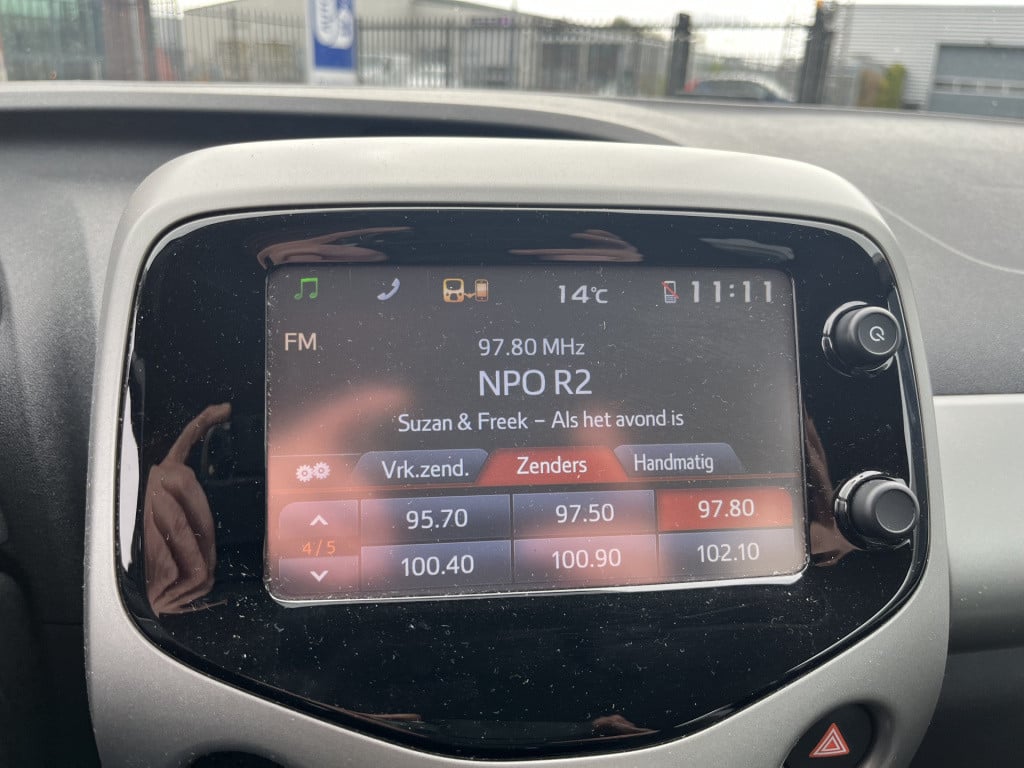 14°C
11:11
FM
97.80 MHz
NPO R2
Suzan & Freek – Als het avond is
Vrk.zend.
Zenders
Handmatig
95.70
97.50
97.80
4/5
100.40
100.90
102.10